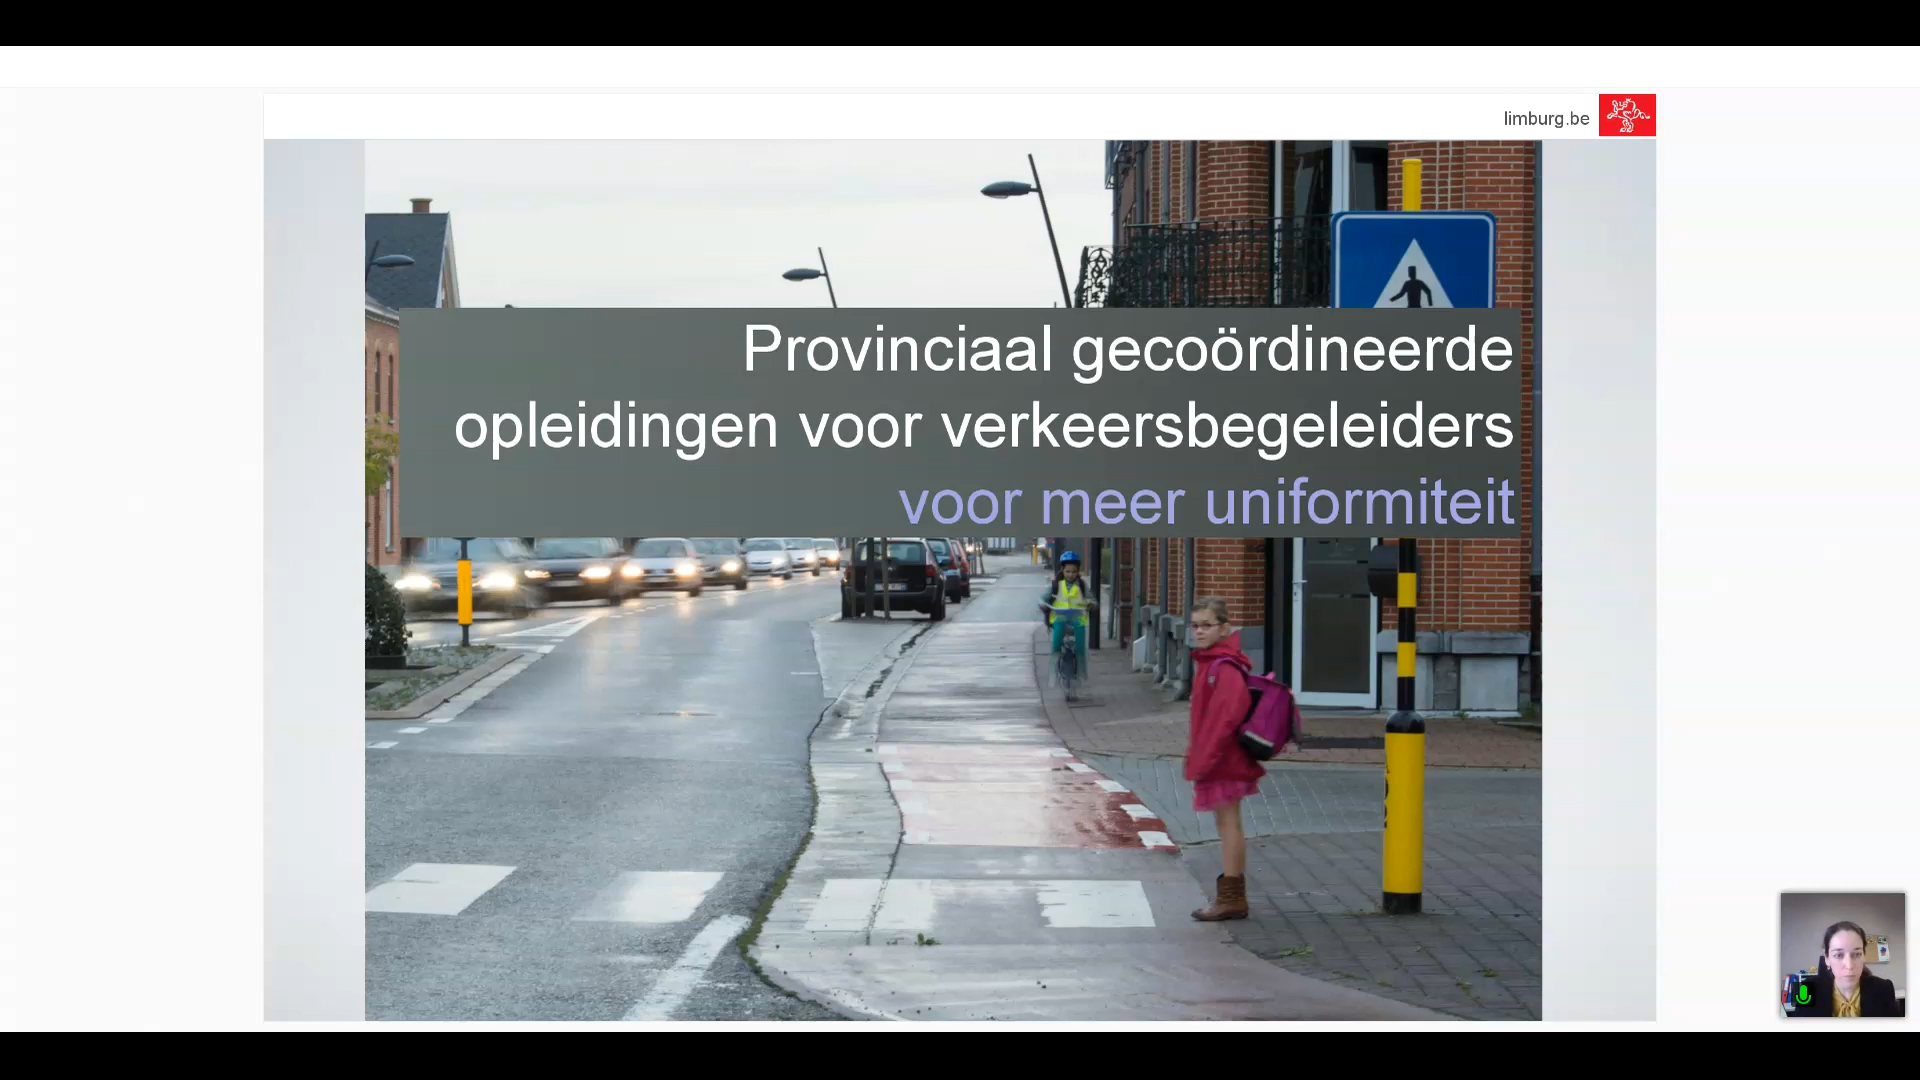 limburg.be
Provinciaal gecoördineerde
opleidingen voor verkeersbegeleiders
voor meer uniformiteit